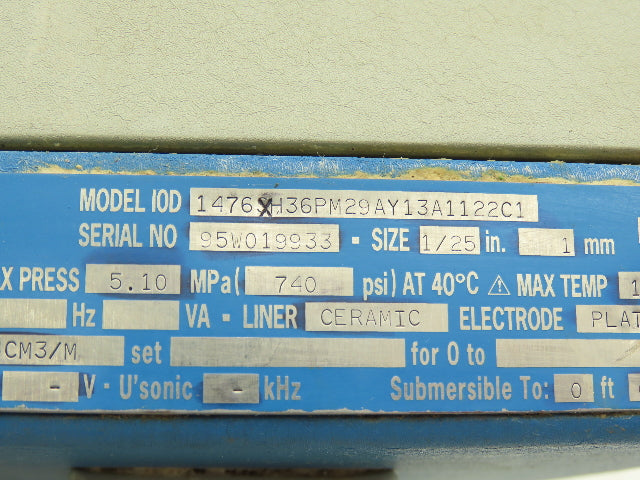 MODEL IOD 1476XH36PM29AY13A1122C1
SERIAL NO 95W019933 ▪ SIZE 1/25 in. 1 mm
X PRESS 5.10 MPa( 740 psi) AT 40°C ⚠ MAX TEMP 1
Hz VA ▪ LINER CERAMIC ELECTRODE PLAT
CM3/M set for 0 to
- V ▪ U'sonic - kHz Submersible To: 0 ft